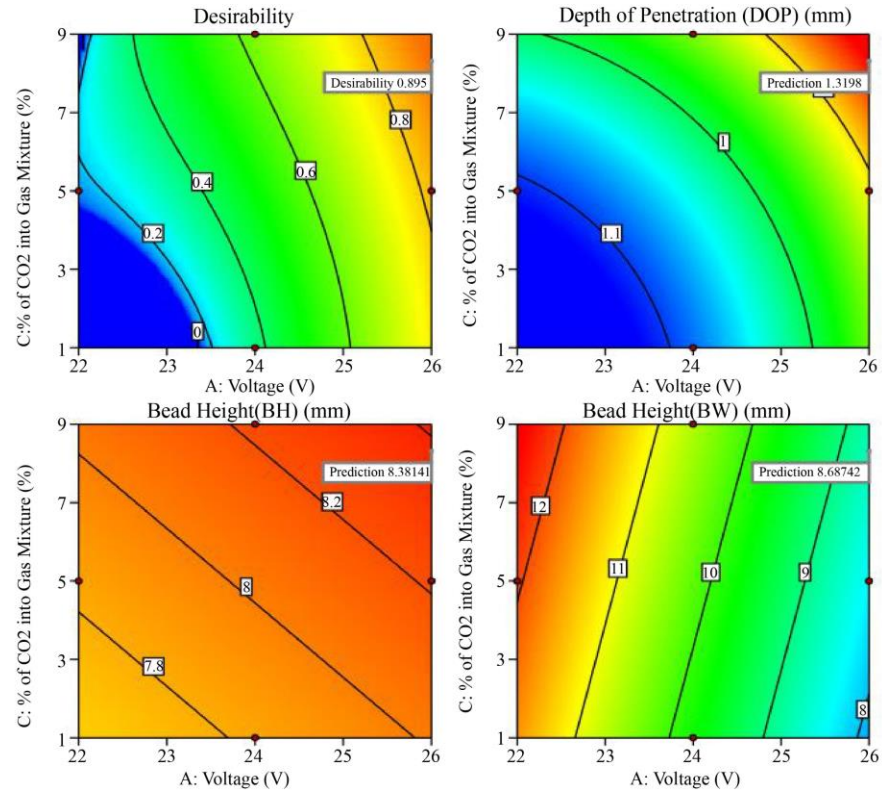 Desirability
C:% of CO2 into Gas Mixture (%)
9
7
5
3
1
Desirability 0.895
0.8
0.6
0.4
0.2
0
22 23 24 25 26
A: Voltage (V)
Depth of Penetration (DOP) (mm)
C: % of CO2 into Gas Mixture (%)
9
7
5
3
1
Prediction 1.3198
1
1.1
22 23 24 25 26
A: Voltage (V)
Bead Height(BH) (mm)
C: % of CO2 into Gas Mixture (%)
9
7
5
3
1
Prediction 8.38141
8.2
8
7.8
22 23 24 25 26
A: Voltage (V)
Bead Height(BW) (mm)
C: % of CO2 into Gas Mixture (%)
9
7
5
3
1
Prediction 8.68742
12
11
10
9
8
22 23 24 25 26
A: Voltage (V)